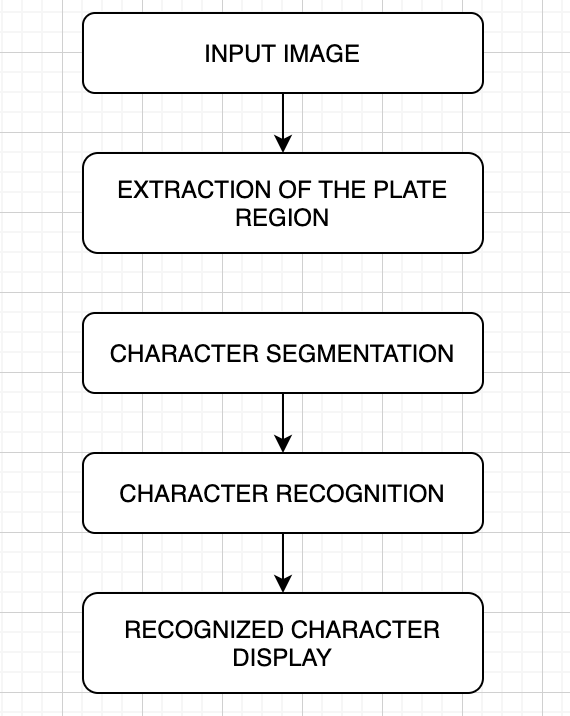 INPUT IMAGE
EXTRACTION OF THE PLATE
REGION
CHARACTER SEGMENTATION
CHARACTER RECOGNITION
RECOGNIZED CHARACTER
DISPLAY